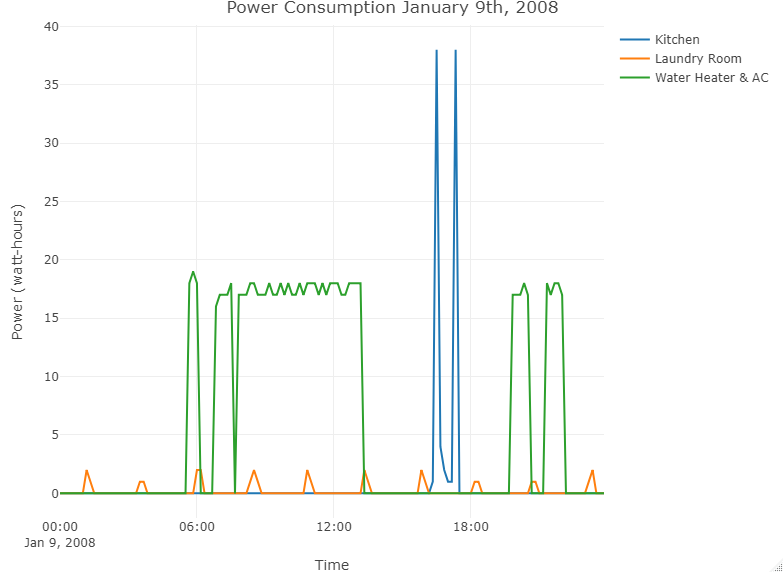 Power Consumption January 9th, 2008
Kitchen
Laundry Room
Water Heater & AC
Power (watt-hours)
40
35
30
25
20
15
10
5
0
00:00 06:00 12:00 18:00
Jan 9, 2008
Time